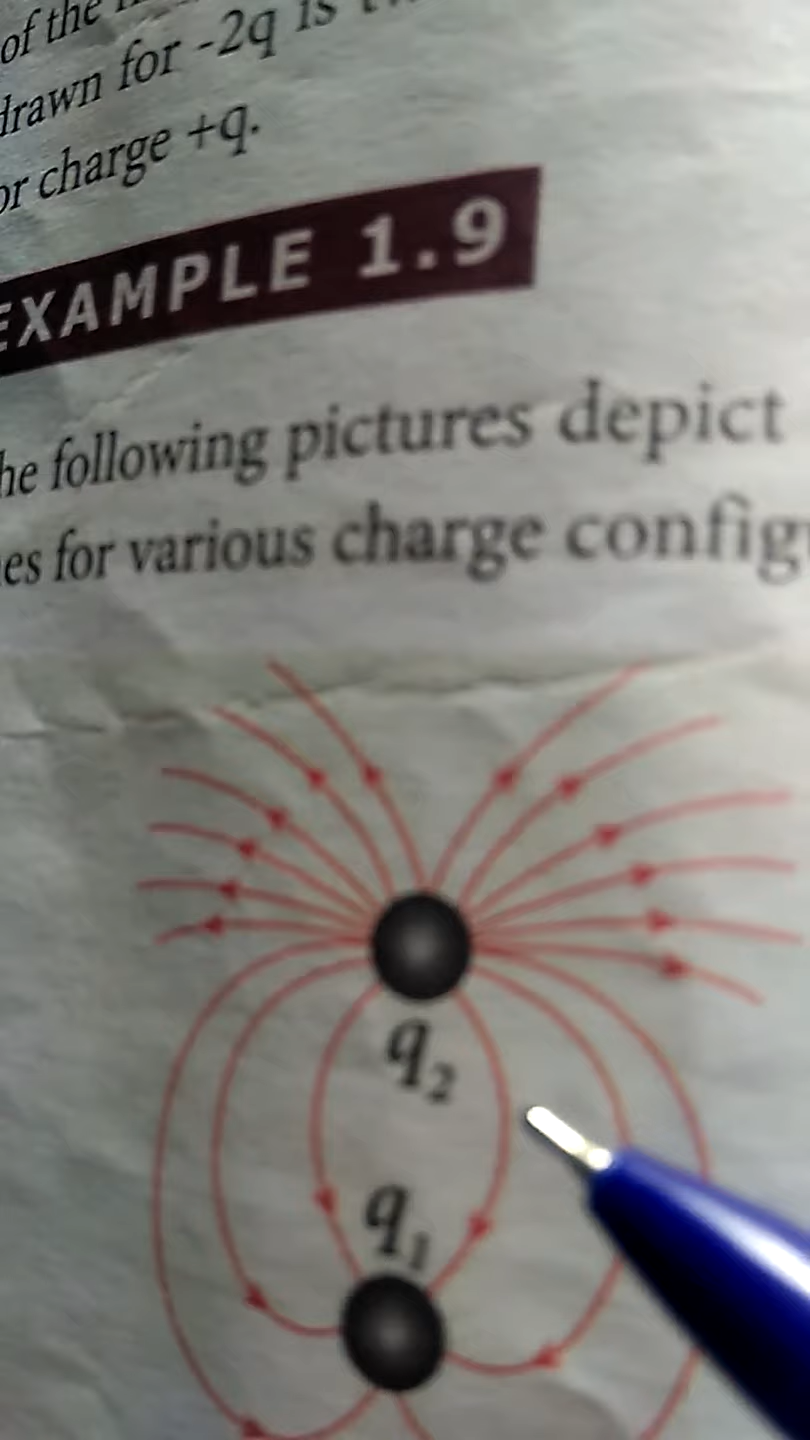 of the
drawn for -2q is
or charge +q.
EXAMPLE 1.9
he following pictures depict
es for various charge config
q₂
q₁